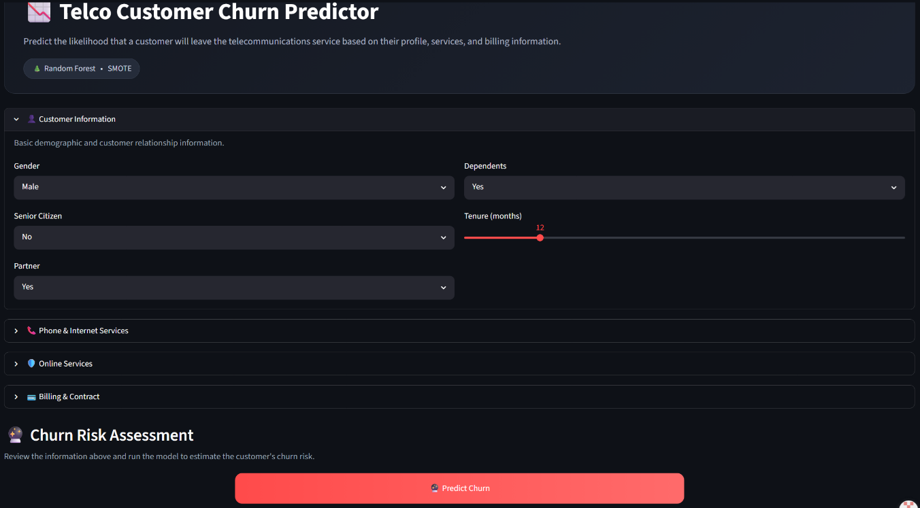 Telco Customer Churn Predictor
Predict the likelihood that a customer will leave the telecommunications service based on their profile, services, and billing information.
Random Forest • SMOTE
Customer Information
Basic demographic and customer relationship information.
Gender
Male
Dependents
Yes
Senior Citizen
No
Tenure (months)
12
Partner
Yes
Phone & Internet Services
Online Services
Billing & Contract
Churn Risk Assessment
Review the information above and run the model to estimate the customer's churn risk.
Predict Churn